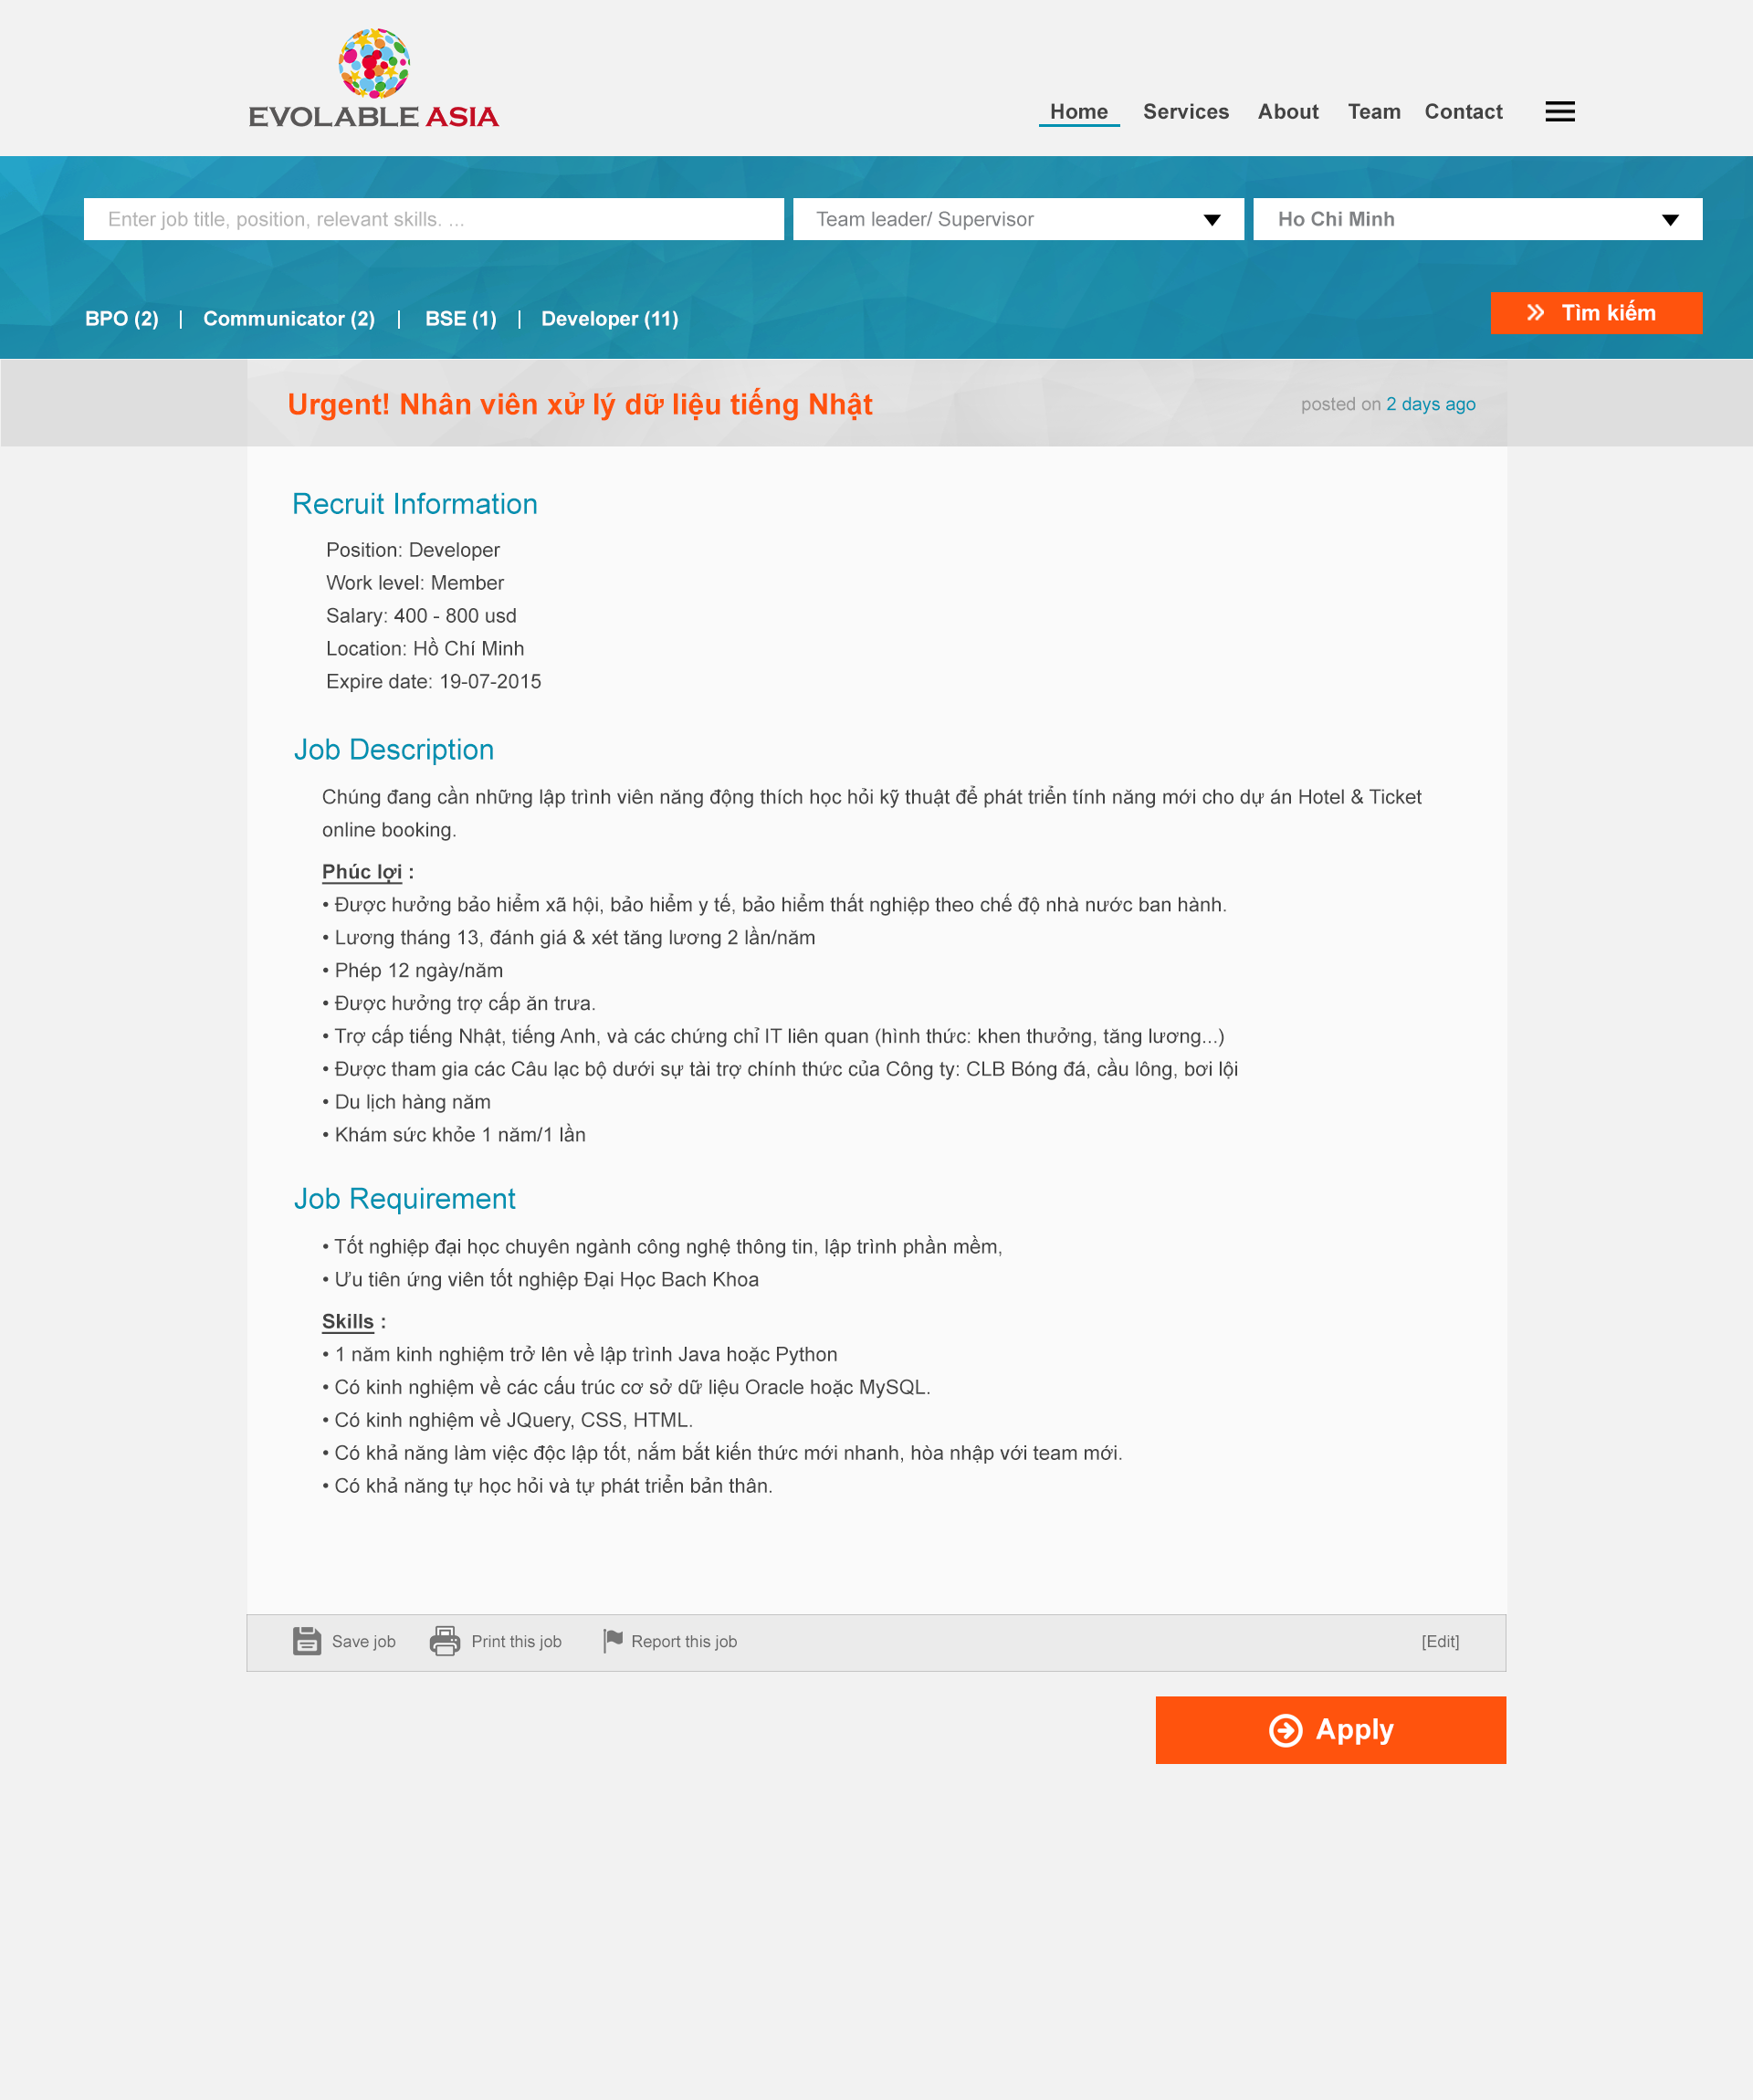 EVOLABLE ASIA
Home Services About Team Contact
Enter job title, position, relevant skills. ...
Team leader/ Supervisor
Ho Chi Minh
BPO (2) | Communicator (2) | BSE (1) | Developer (11)
Tìm kiếm
Urgent! Nhân viên xử lý dữ liệu tiếng Nhật
posted on 2 days ago
Recruit Information
Position: Developer
Work level: Member
Salary: 400 - 800 usd
Location: Hồ Chí Minh
Expire date: 19-07-2015
Job Description
Chúng đang cần những lập trình viên năng động thích học hỏi kỹ thuật để phát triển tính năng mới cho dự án Hotel & Ticket
online booking.
Phúc lợi :
• Được hưởng bảo hiểm xã hội, bảo hiểm y tế, bảo hiểm thất nghiệp theo chế độ nhà nước ban hành.
• Lương tháng 13, đánh giá & xét tăng lương 2 lần/năm
• Phép 12 ngày/năm
• Được hưởng trợ cấp ăn trưa.
• Trợ cấp tiếng Nhật, tiếng Anh, và các chứng chỉ IT liên quan (hình thức: khen thưởng, tăng lương...)
• Được tham gia các Câu lạc bộ dưới sự tài trợ chính thức của Công ty: CLB Bóng đá, cầu lông, bơi lội
• Du lịch hàng năm
• Khám sức khỏe 1 năm/1 lần
Job Requirement
• Tốt nghiệp đại học chuyên ngành công nghệ thông tin, lập trình phần mềm,
• Ưu tiên ứng viên tốt nghiệp Đại Học Bach Khoa
Skills :
• 1 năm kinh nghiệm trở lên về lập trình Java hoặc Python
• Có kinh nghiệm về các cấu trúc cơ sở dữ liệu Oracle hoặc MySQL.
• Có kinh nghiệm về JQuery, CSS, HTML.
• Có khả năng làm việc độc lập tốt, nắm bắt kiến thức mới nhanh, hòa nhập với team mới.
• Có khả năng tự học hỏi và tự phát triển bản thân.
Save job Print this job Report this job [Edit]
Apply